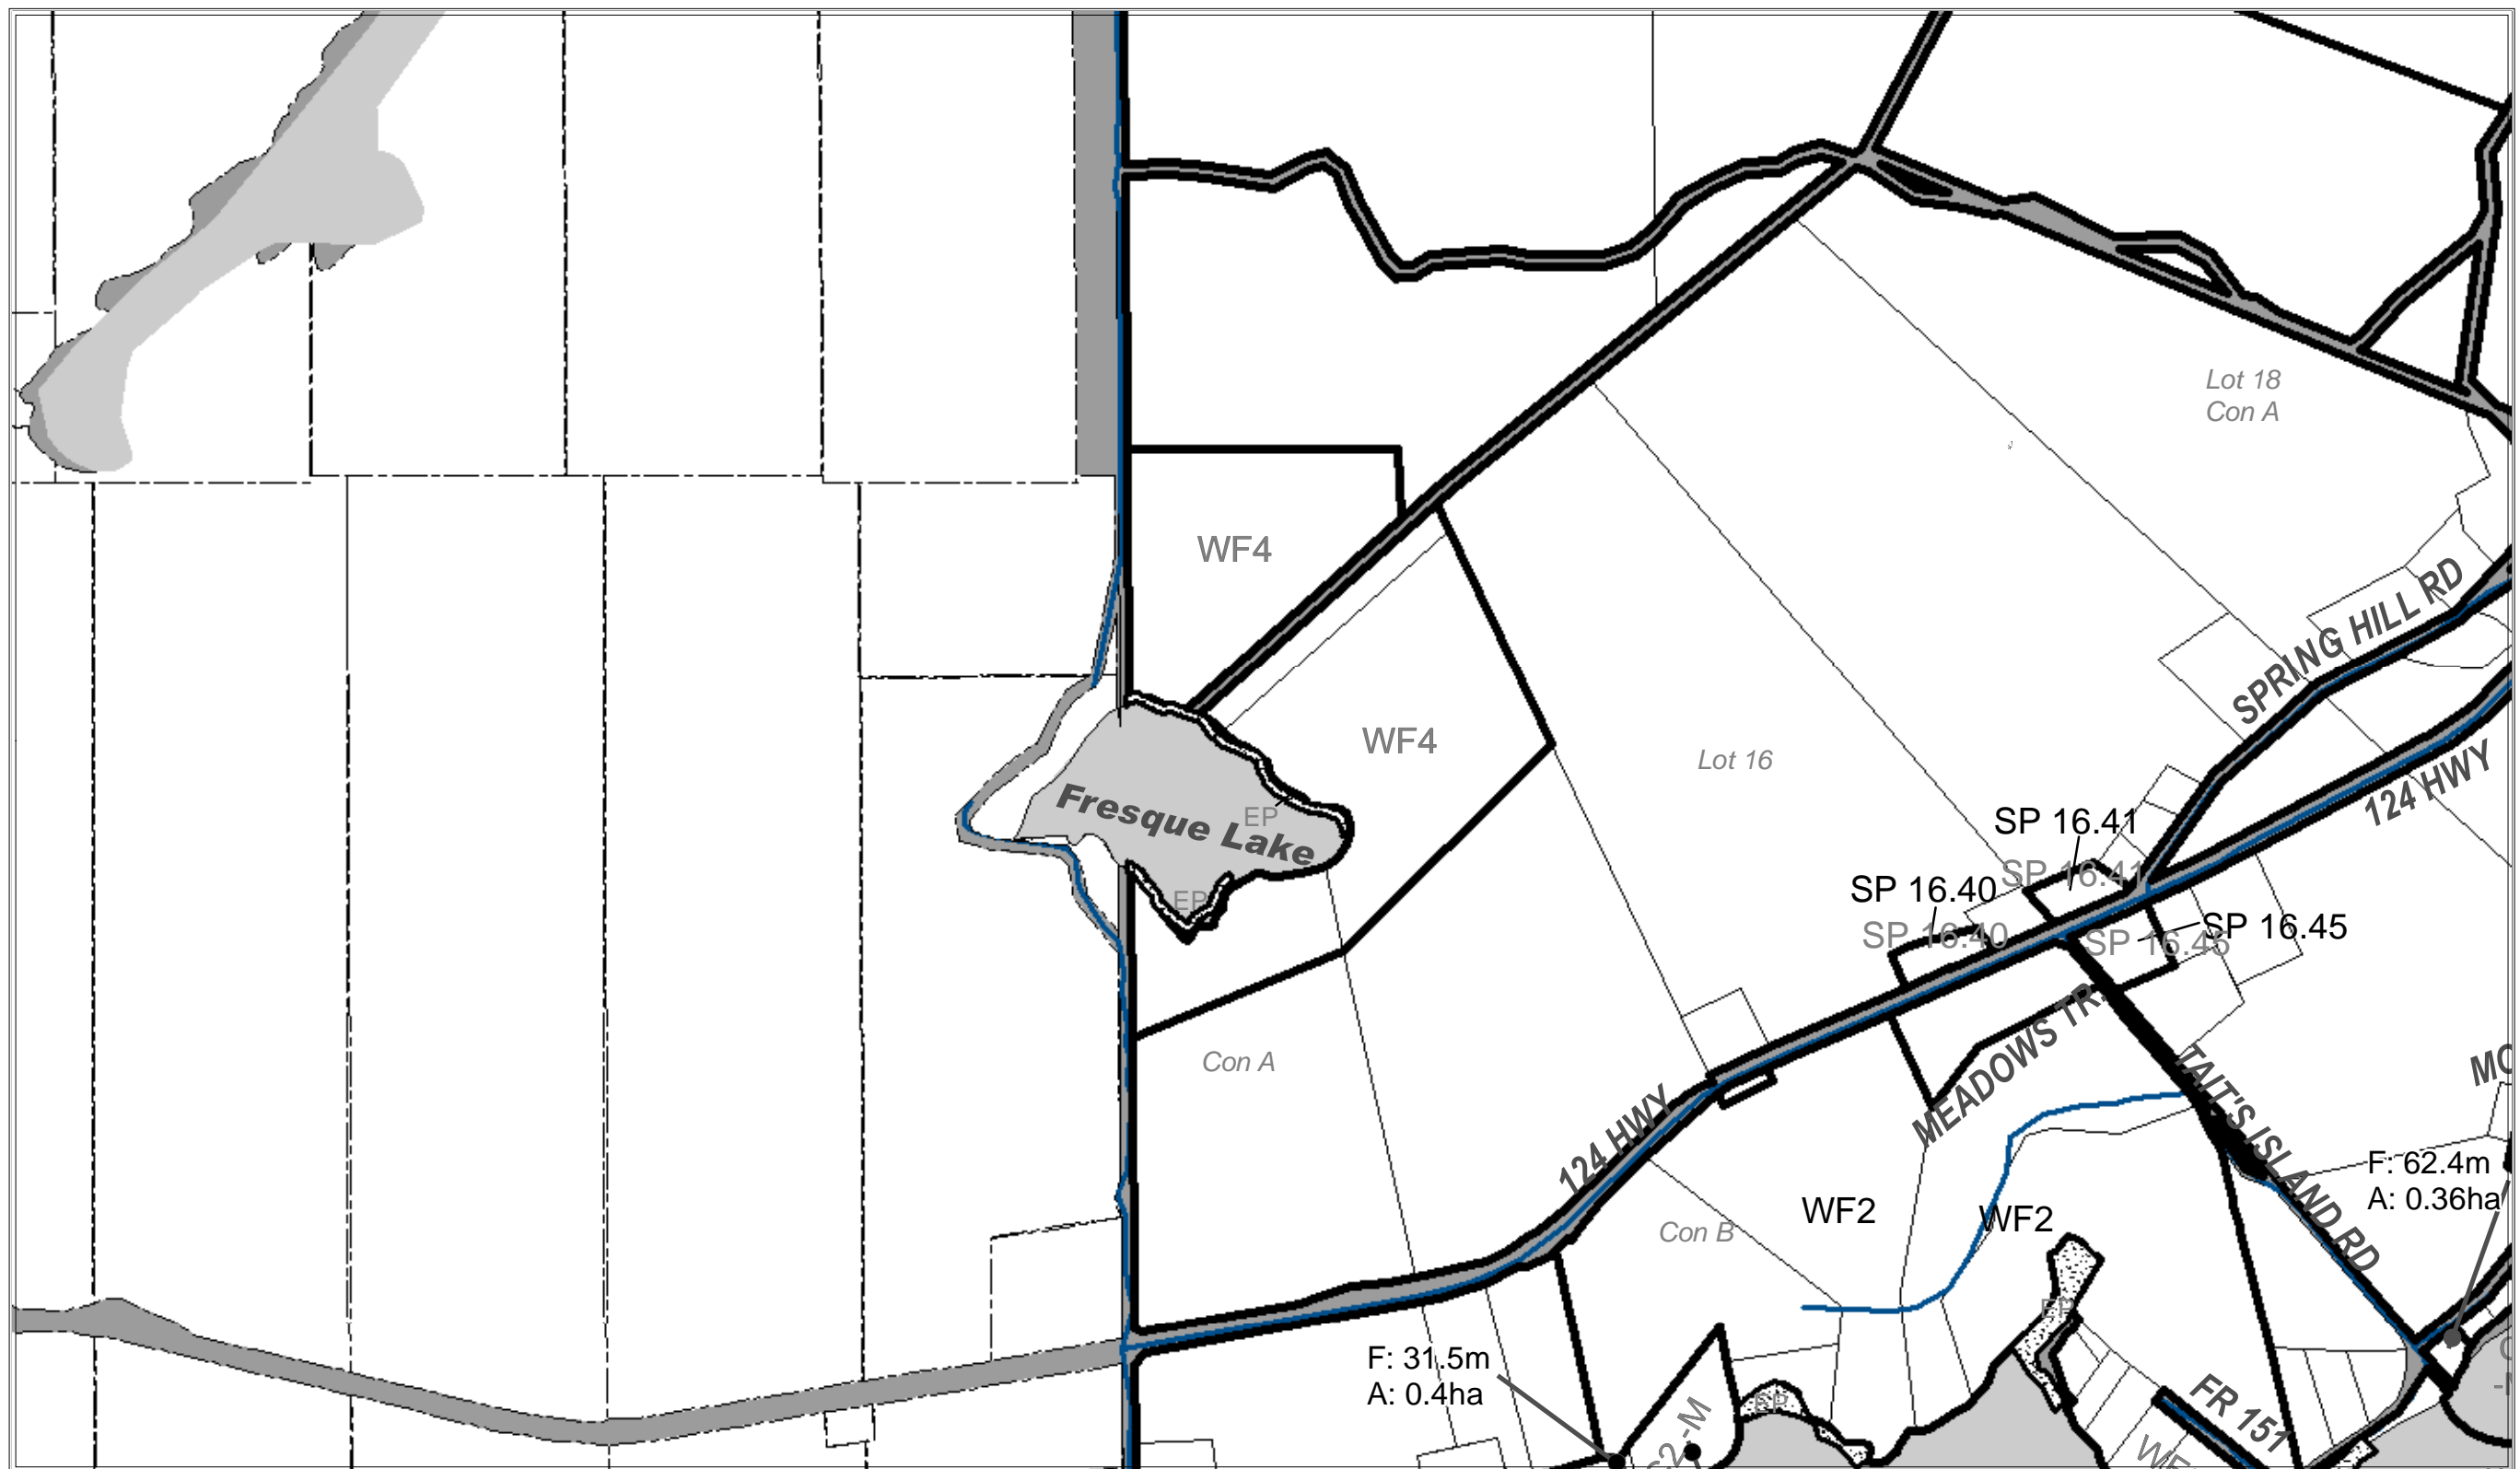 Lot 18
Con A
WF4
SPRING HILL RD
WF4
Lot 16
124 HWY
Fresque Lake
EP
SP 16.41
SP 16.41
SP 16.40
SP 16.40
EP
SP 16.45
SP 16.45
MEADOWS TR.
Con A
124 HWY
TAIT'S ISLAND RD
F: 62.4m
A: 0.36ha
WF2
WF2
Con B
EP
F: 31.5m
A: 0.4ha
EP
FR 151